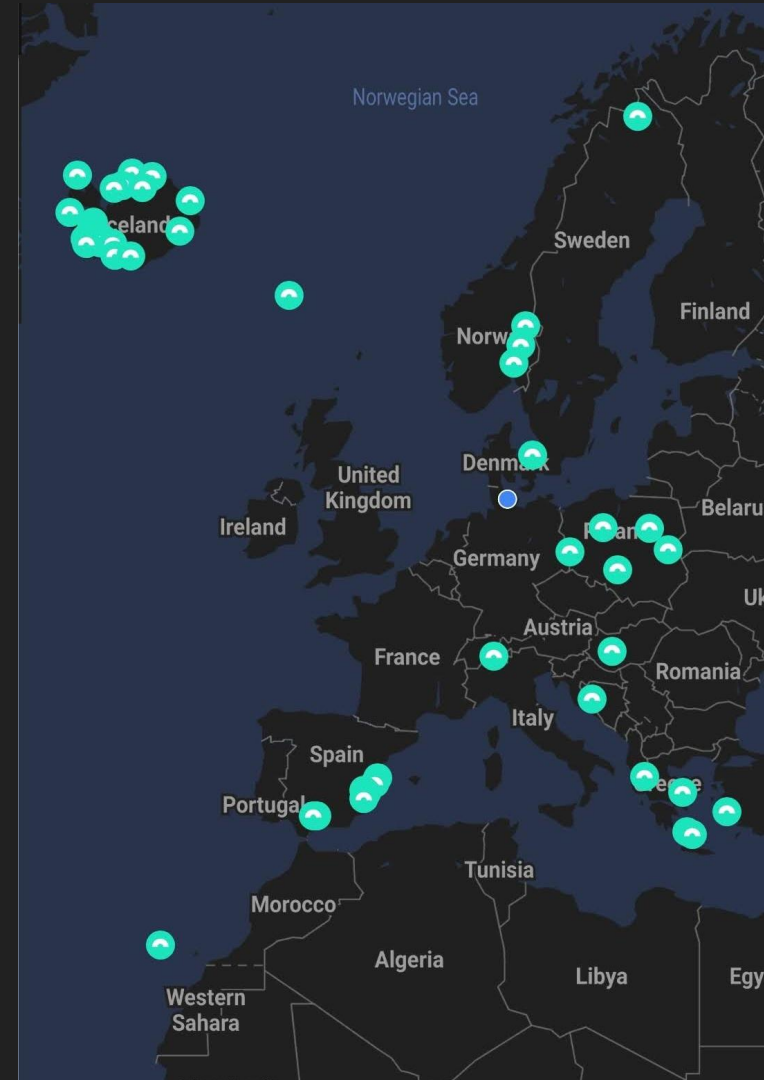 Norwegian Sea
celand
Sweden
Finland
Norw
Denmark
United
Kingdom
Ireland
Belaru
Germany
Uk
Austria
France
Romania
Italy
Spain
Portugal
Tunisia
Morocco
Algeria
Libya
Egy
Western
Sahara